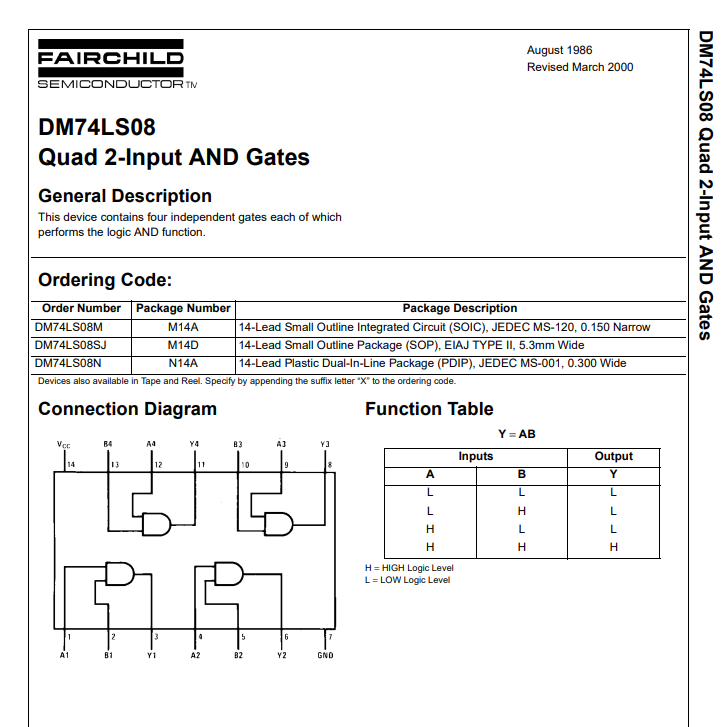 FAIRCHILD
SEMICONDUCTOR TM
August 1986
Revised March 2000
DM74LS08
Quad 2-Input AND Gates
General Description
This device contains four independent gates each of which
performs the logic AND function.
Ordering Code:
Order Number Package Number Package Description
DM74LS08M M14A 14-Lead Small Outline Integrated Circuit (SOIC), JEDEC MS-120, 0.150 Narrow
DM74LS08SJ M14D 14-Lead Small Outline Package (SOP), EIAJ TYPE II, 5.3mm Wide
DM74LS08N N14A 14-Lead Plastic Dual-In-Line Package (PDIP), JEDEC MS-001, 0.300 Wide
Devices also available in Tape and Reel. Specify by appending the suffix letter “X” to the ordering code.
Connection Diagram
VCC B4 A4 Y4 B3 A3 Y3
14 13 12 11 10 9 8
1 2 3 4 5 6 7
A1 B1 Y1 A2 B2 Y2 GND
Function Table
Y = AB
Inputs Output
A B Y
L L L
L H L
H L L
H H H
H = HIGH Logic Level
L = LOW Logic Level
DM74LS08 Quad 2-Input AND Gates